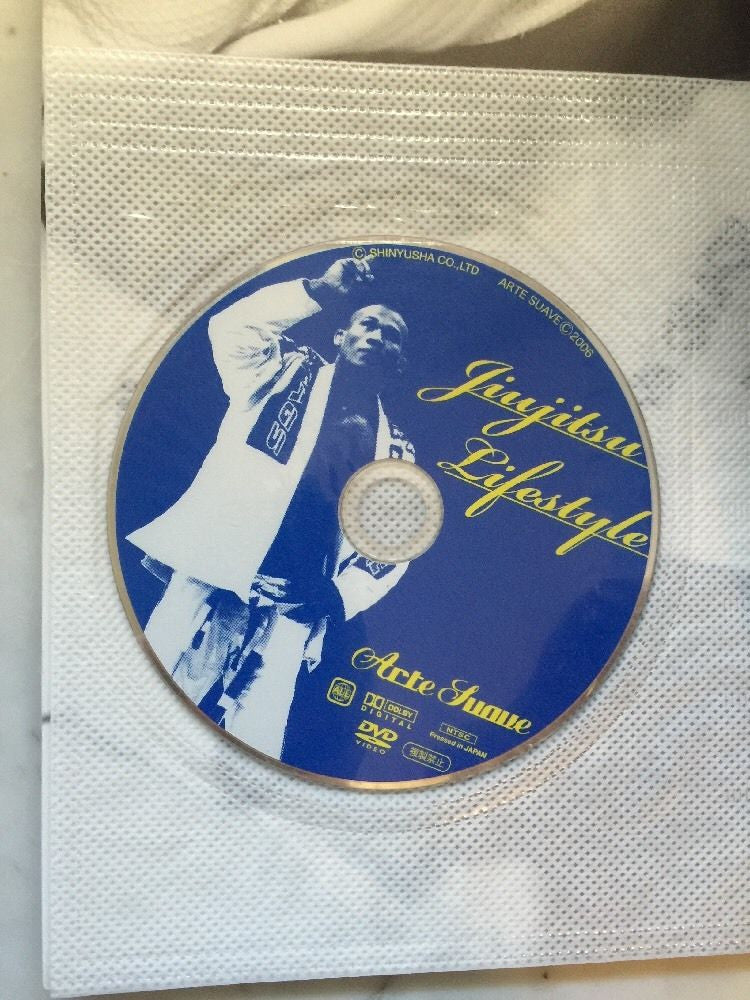 © SHINYUSHA CO.,LTD
ARTE SUAVE©2006
Jiujitsu
Lifestyle
Arte Suave
ALL
DOLBY
DIGITAL
NTSC
Pressed in JAPAN
DVD
VIDEO
複製禁止